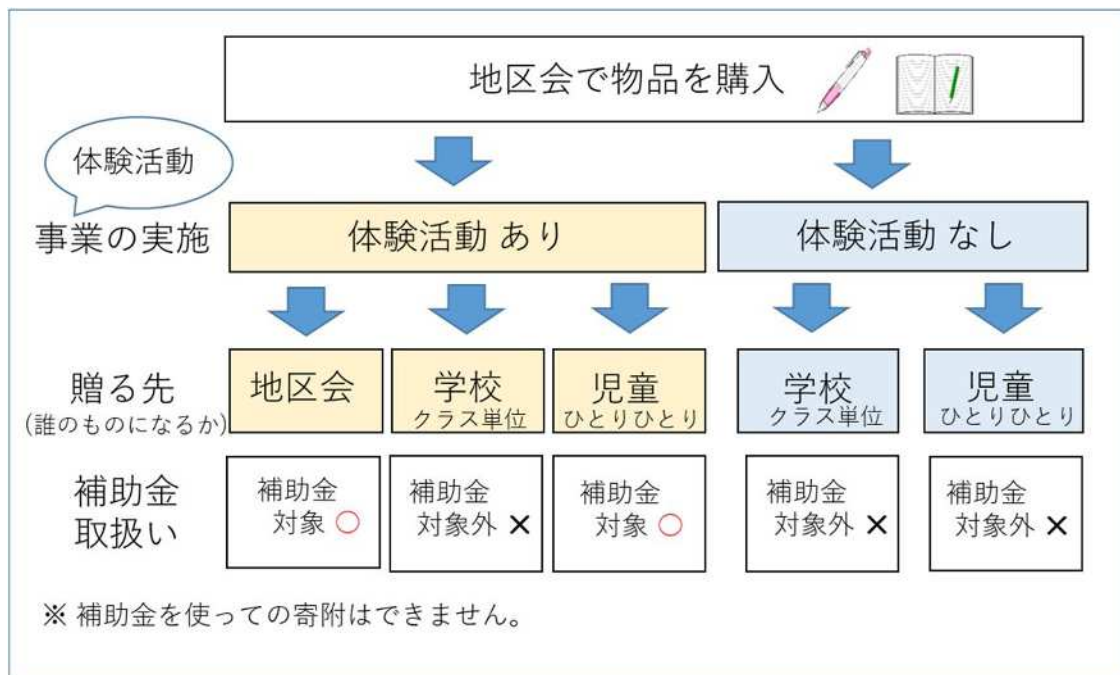 地区会で物品を購入
体験活動
事業の実施
体験活動 あり
体験活動 なし
贈る先
(誰のものになるか)
地区会
学校
クラス単位
児童
ひとりひとり
学校
クラス単位
児童
ひとりひとり
補助金
取扱い
補助金
対象 ○
補助金
対象外 ×
補助金
対象 ○
補助金
対象外 ×
補助金
対象外 ×
※ 補助金を使っての寄附はできません。